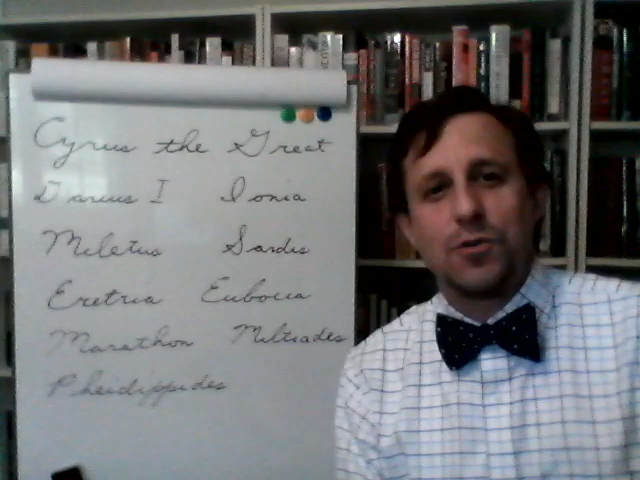 Cyrus the Great
Darius I Ionia
Miletus Sardis
Eretria Euboea
Marathon Miltiades
Pheidippides